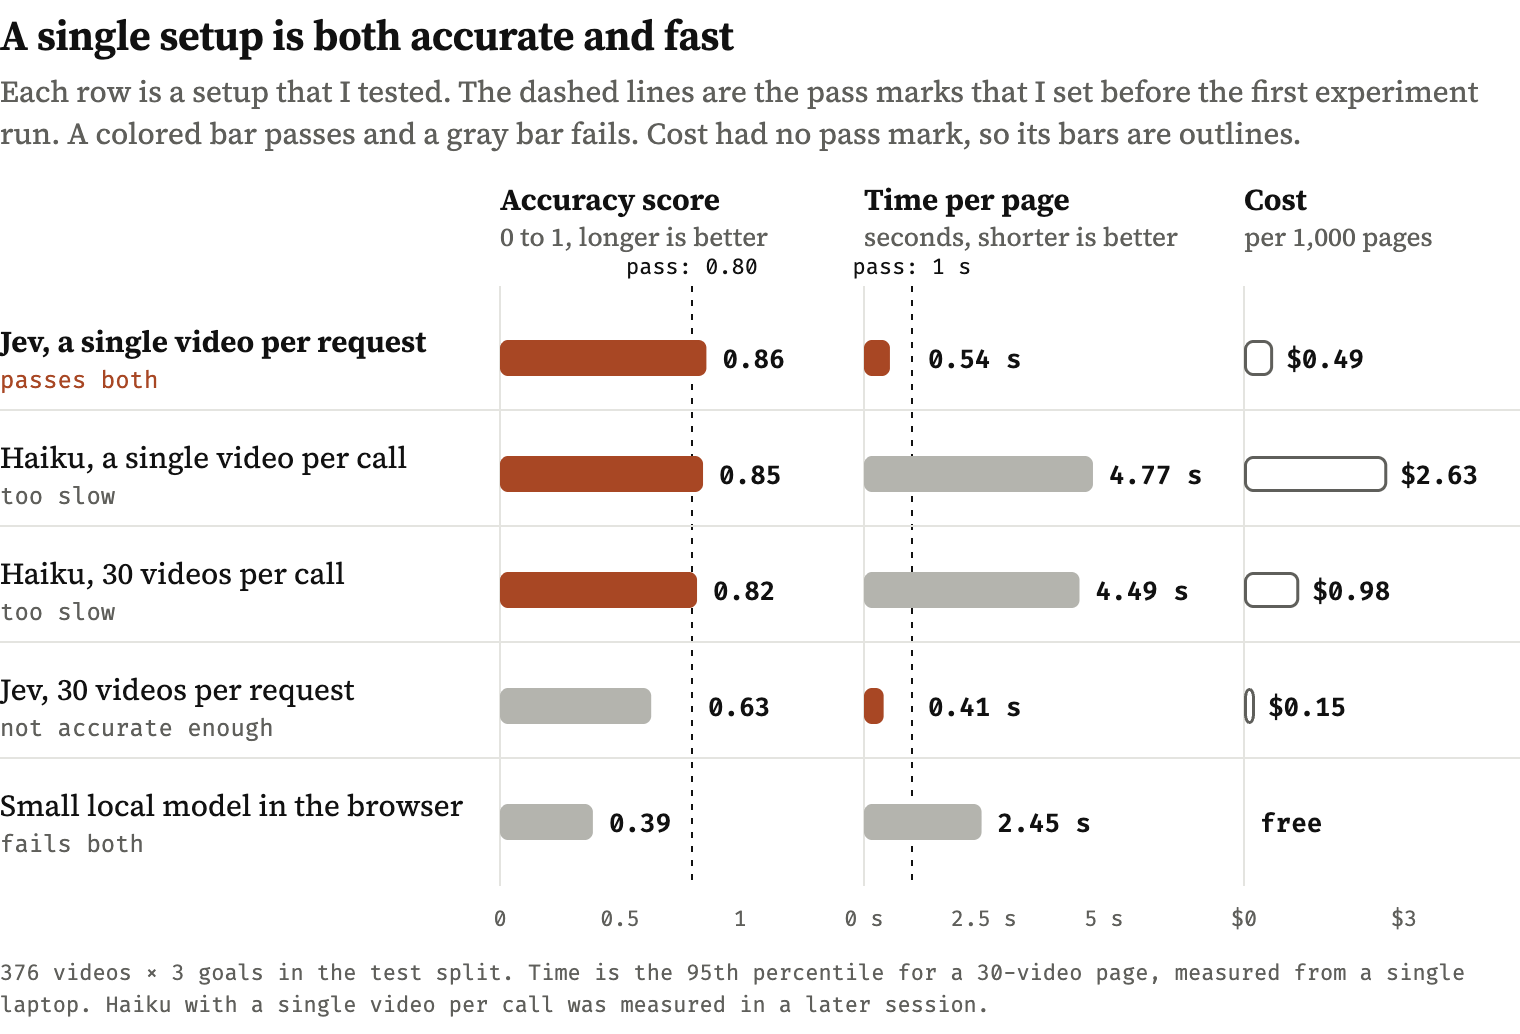 A single setup is both accurate and fast
Each row is a setup that I tested. The dashed lines are the pass marks that I set before the first experiment
run. A colored bar passes and a gray bar fails. Cost had no pass mark, so its bars are outlines.
Accuracy score
0 to 1, longer is better
pass: 0.80
Time per page
seconds, shorter is better
pass: 1 s
Cost
per 1,000 pages
Jev, a single video per request
passes both
0.86
0.54 s
$0.49
Haiku, a single video per call
too slow
0.85
4.77 s
$2.63
Haiku, 30 videos per call
too slow
0.82
4.49 s
$0.98
Jev, 30 videos per request
not accurate enough
0.63
0.41 s
$0.15
Small local model in the browser
fails both
0.39
2.45 s
free
0 0.5 1 0 s 2.5 s 5 s $0 $3
376 videos × 3 goals in the test split. Time is the 95th percentile for a 30-video page, measured from a single
laptop. Haiku with a single video per call was measured in a later session.